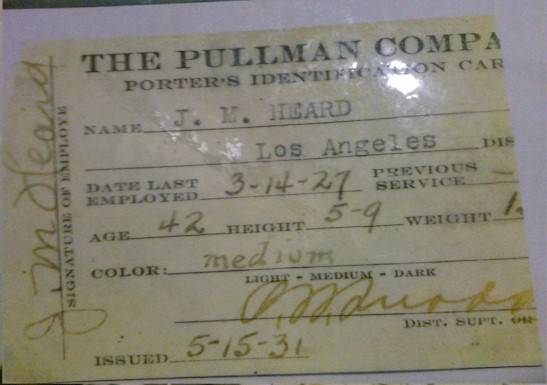 THE PULLMAN COMPA
PORTER'S IDENTIFICATION CAR
NAME J. M. HEARD
Los Angeles DIS
DATE LAST EMPLOYED 3-14-27 PREVIOUS SERVICE —
AGE 42 HEIGHT 5-9 WEIGHT 1
COLOR: medium
LIGHT - MEDIUM - DARK
DIST. SUPT. OR
ISSUED 5-15-31
SIGNATURE OF EMPLOYE
J M Heard